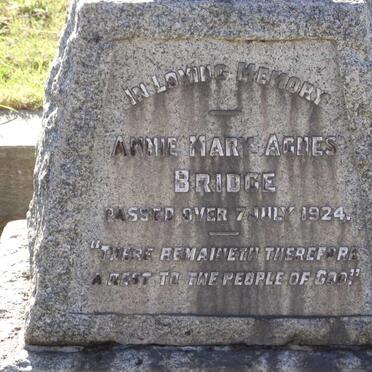 IN LOVING MEMORY
ANNIE MARY AGNES
BRIDGE
PASSED OVER 7 JULY 1924.
"THERE REMAINETH THEREFORE
A REST TO THE PEOPLE OF GOD."